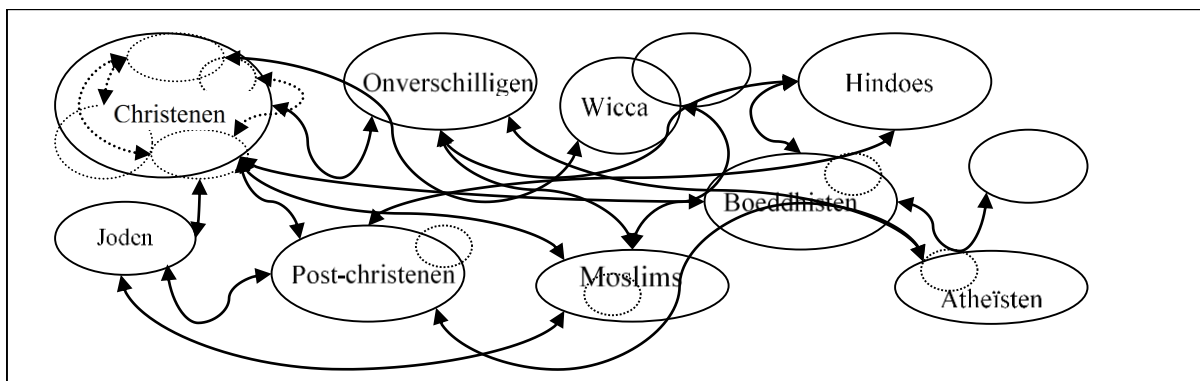 Christenen
Onverschilligen
Wicca
Hindoes
Boeddhisten
Joden
Post-christenen
Moslims
Atheïsten